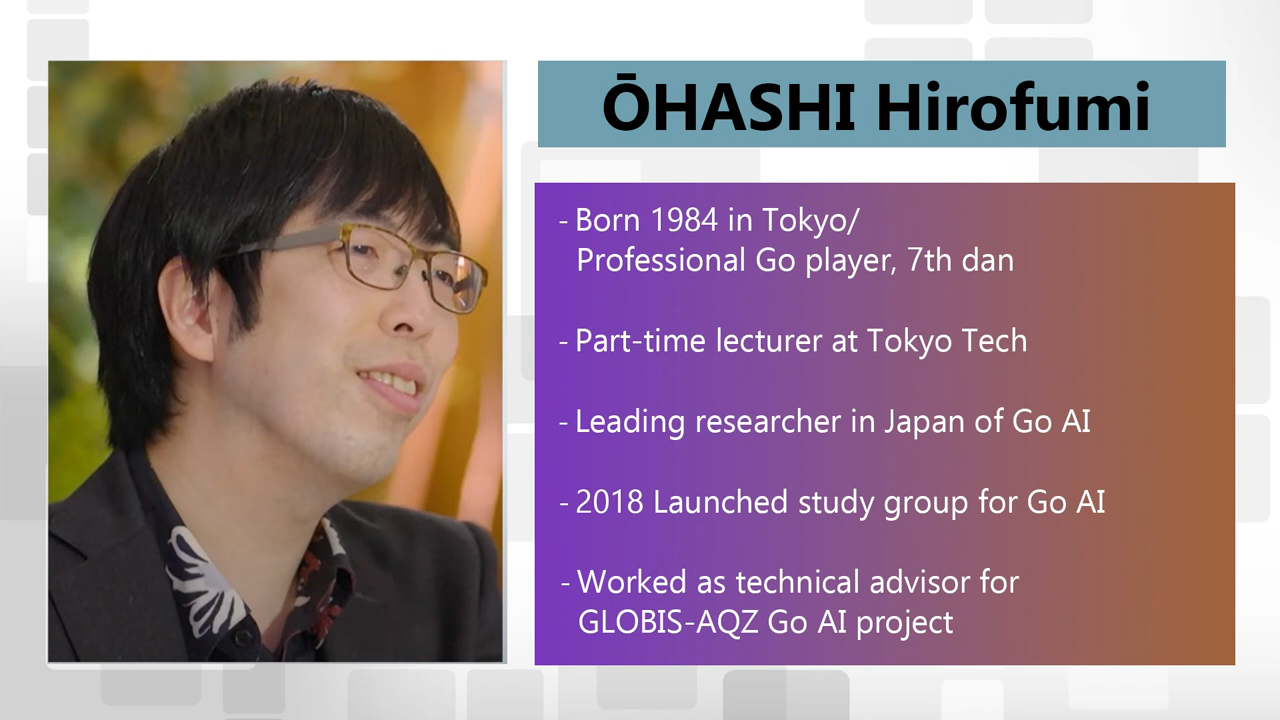 ŌHASHI Hirofumi
- Born 1984 in Tokyo/
Professional Go player, 7th dan
- Part-time lecturer at Tokyo Tech
- Leading researcher in Japan of Go AI
- 2018 Launched study group for Go AI
- Worked as technical advisor for
GLOBIS-AQZ Go AI project